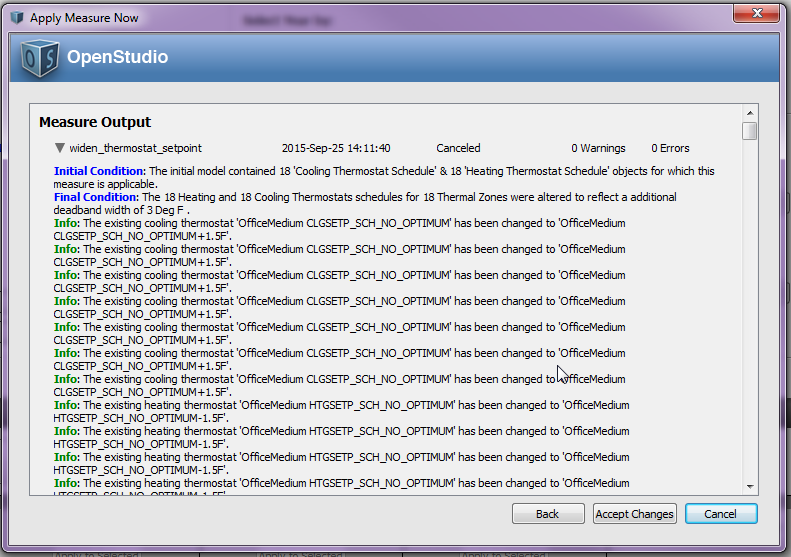 Apply Measure Now
OpenStudio
Measure Output
widen_thermostat_setpoint 2015-Sep-25 14:11:40 Canceled 0 Warnings 0 Errors
Initial Condition: The initial model contained 18 'Cooling Thermostat Schedule' & 18 'Heating Thermostat Schedule' objects for which this
measure is applicable.
Final Condition: The 18 Heating and 18 Cooling Thermostats schedules for 18 Thermal Zones were altered to reflect a additional
deadband width of 3 Deg F .
Info: The existing cooling thermostat 'OfficeMedium CLGSETP_SCH_NO_OPTIMUM' has been changed to 'OfficeMedium
CLGSETP_SCH_NO_OPTIMUM+1.5F'.
Info: The existing cooling thermostat 'OfficeMedium CLGSETP_SCH_NO_OPTIMUM' has been changed to 'OfficeMedium
CLGSETP_SCH_NO_OPTIMUM+1.5F'.
Info: The existing cooling thermostat 'OfficeMedium CLGSETP_SCH_NO_OPTIMUM' has been changed to 'OfficeMedium
CLGSETP_SCH_NO_OPTIMUM+1.5F'.
Info: The existing cooling thermostat 'OfficeMedium CLGSETP_SCH_NO_OPTIMUM' has been changed to 'OfficeMedium
CLGSETP_SCH_NO_OPTIMUM+1.5F'.
Info: The existing cooling thermostat 'OfficeMedium CLGSETP_SCH_NO_OPTIMUM' has been changed to 'OfficeMedium
CLGSETP_SCH_NO_OPTIMUM+1.5F'.
Info: The existing cooling thermostat 'OfficeMedium CLGSETP_SCH_NO_OPTIMUM' has been changed to 'OfficeMedium
CLGSETP_SCH_NO_OPTIMUM+1.5F'.
Info: The existing cooling thermostat 'OfficeMedium CLGSETP_SCH_NO_OPTIMUM' has been changed to 'OfficeMedium
CLGSETP_SCH_NO_OPTIMUM+1.5F'.
Info: The existing heating thermostat 'OfficeMedium HTGSETP_SCH_NO_OPTIMUM' has been changed to 'OfficeMedium
HTGSETP_SCH_NO_OPTIMUM-1.5F'.
Info: The existing heating thermostat 'OfficeMedium HTGSETP_SCH_NO_OPTIMUM' has been changed to 'OfficeMedium
HTGSETP_SCH_NO_OPTIMUM-1.5F'.
Info: The existing heating thermostat 'OfficeMedium HTGSETP_SCH_NO_OPTIMUM' has been changed to 'OfficeMedium
HTGSETP_SCH_NO_OPTIMUM-1.5F'.
Info: The existing heating thermostat 'OfficeMedium HTGSETP_SCH_NO_OPTIMUM' has been changed to 'OfficeMedium
HTGSETP_SCH_NO_OPTIMUM-1.5F'.
Back Accept Changes Cancel